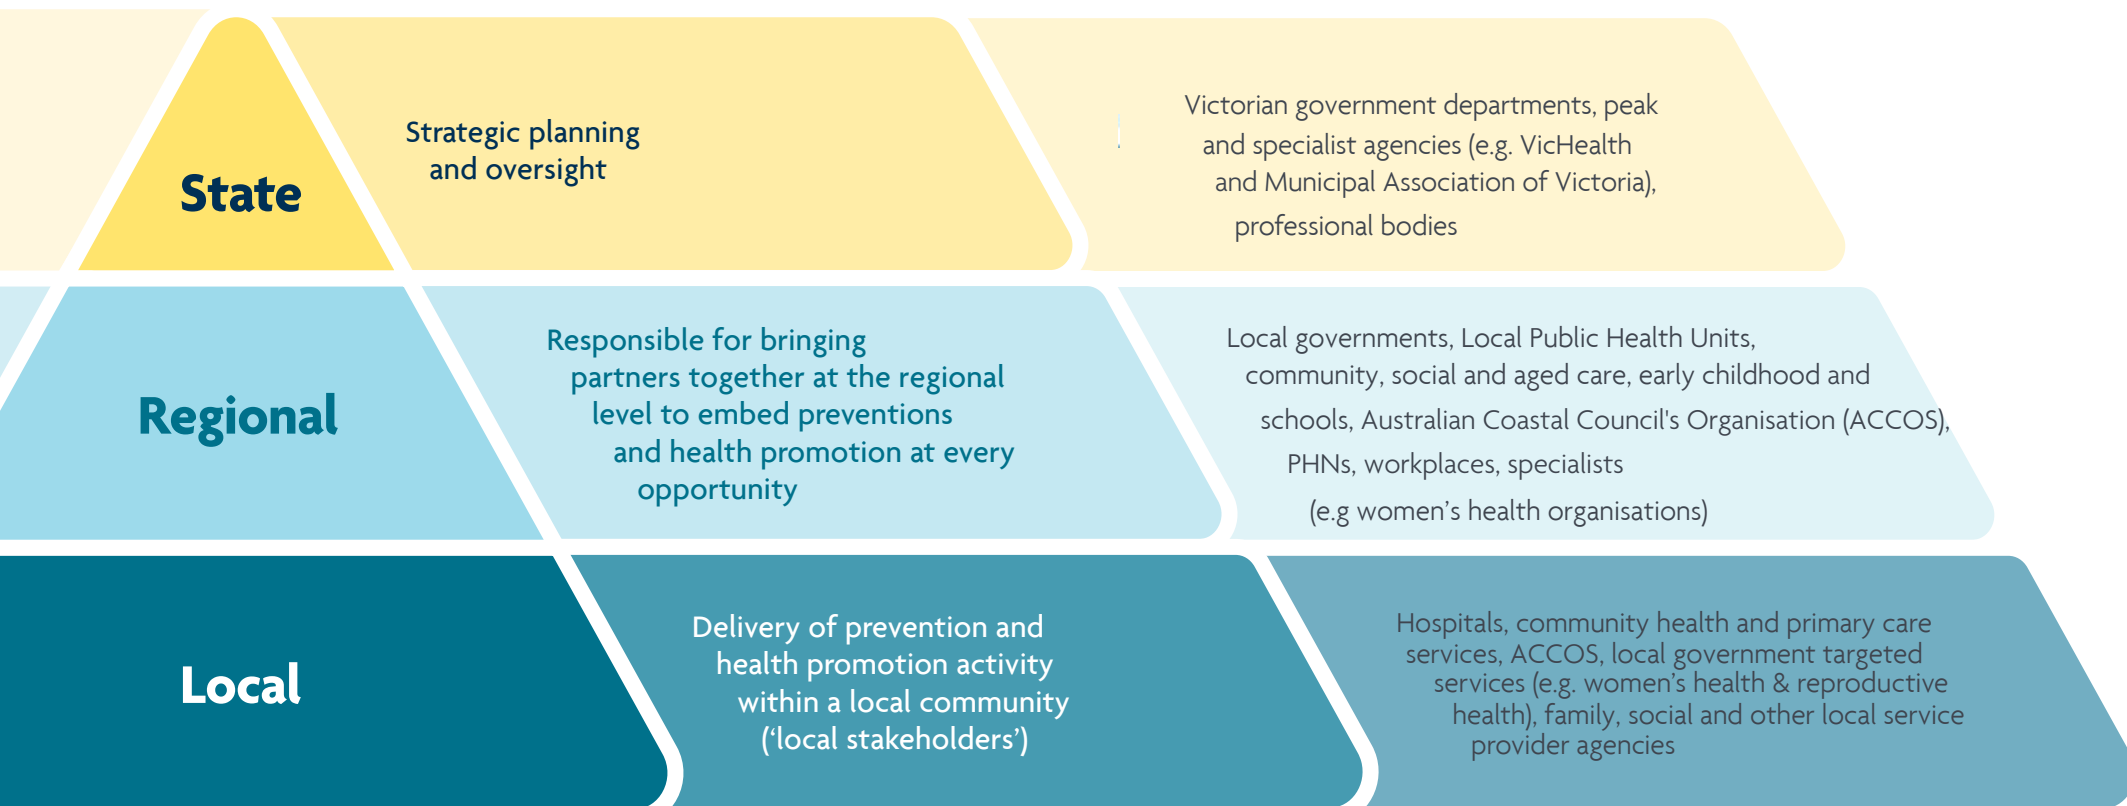 State
Strategic planning
and oversight
Victorian government departments, peak
and specialist agencies (e.g. VicHealth
and Municipal Association of Victoria),
professional bodies
Regional
Responsible for bringing
partners together at the regional
level to embed preventions
and health promotion at every
opportunity
Local governments, Local Public Health Units,
community, social and aged care, early childhood and
schools, Australian Coastal Council's Organisation (ACCOS),
PHNs, workplaces, specialists
(e.g women’s health organisations)
Local
Delivery of prevention and
health promotion activity
within a local community
(‘local stakeholders’)
Hospitals, community health and primary care
services, ACCOS, local government targeted
services (e.g. women’s health & reproductive
health), family, social and other local service
provider agencies